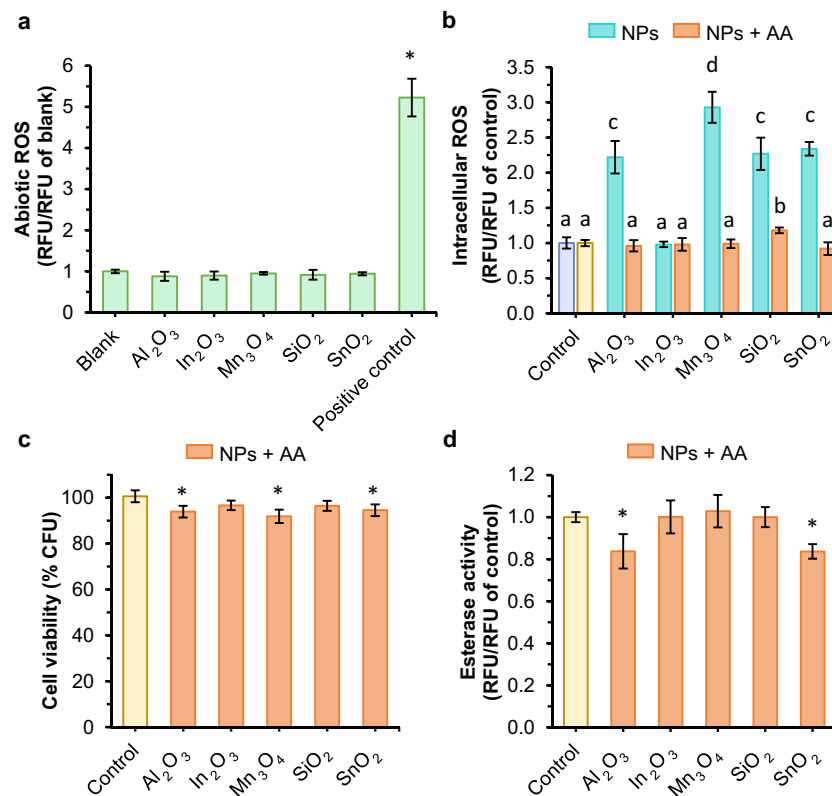 a
Abiotic ROS
(RFU/RFU of blank)
6
5
4
3
2
1
0
*
Blank
Al₂O₃
In₂O₃
Mn₃O₄
SiO₂
SnO₂
Positive control
b
NPs
NPs + AA
Intracellular ROS
(RFU/RFU of control)
3.5
3.0
2.5
2.0
1.5
1.0
0.5
0.0
a a c a a a d a c b c a
Control
Al₂O₃
In₂O₃
Mn₃O₄
SiO₂
SnO₂
c
NPs + AA
Cell viability (% CFU)
100
80
60
40
20
0
* * *
Control
Al₂O₃
In₂O₃
Mn₃O₄
SiO₂
SnO₂
d
NPs + AA
Esterase activity
(RFU/RFU of control)
1.2
1.0
0.8
0.6
0.4
0.2
0.0
* *
Control
Al₂O₃
In₂O₃
Mn₃O₄
SiO₂
SnO₂